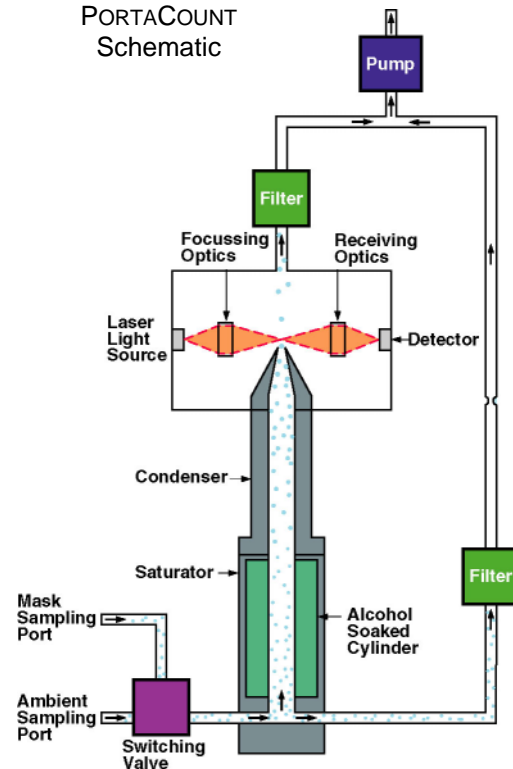 PORTACOUNT
Schematic
Pump
Filter
Focussing
Optics
Receiving
Optics
Laser
Light
Source
Detector
Condenser
Saturator
Filter
Mask
Sampling
Port
Alcohol
Soaked
Cylinder
Ambient
Sampling
Port
Switching
Valve